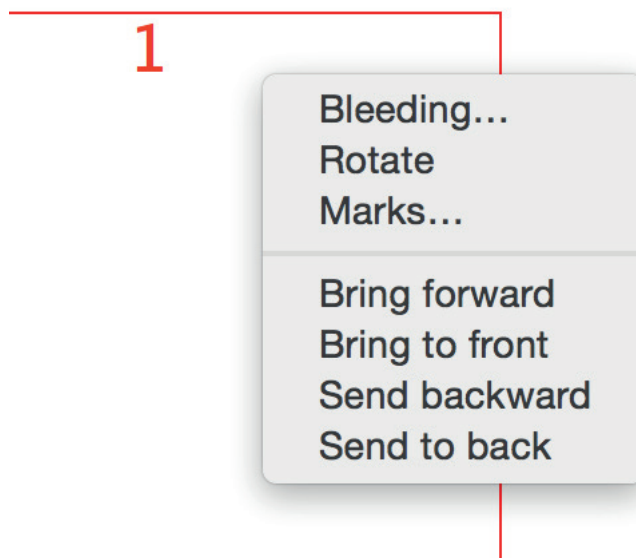 1
Bleeding...
Rotate
Marks...
Bring forward
Bring to front
Send backward
Send to back